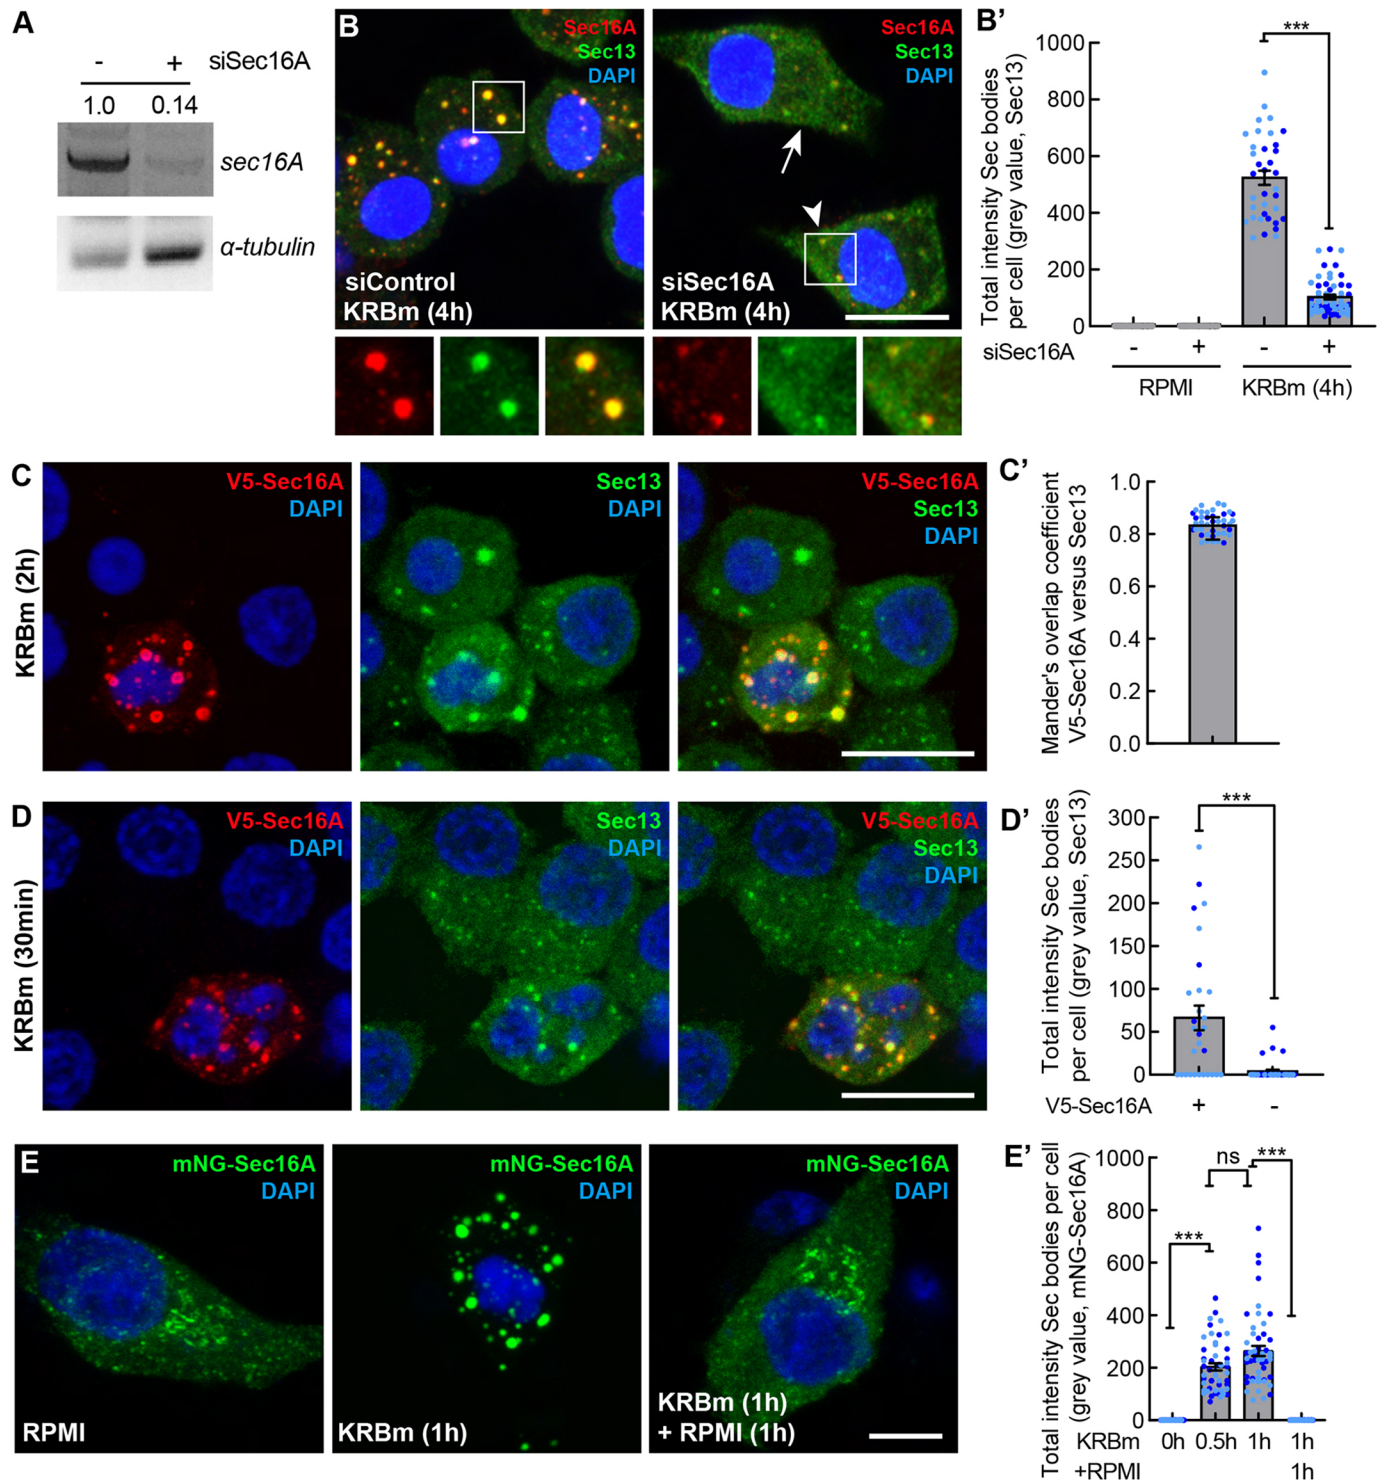 A
siSec16A
- +
1.0 0.14
sec16A
α-tubulin
B
Sec16A
Sec13
DAPI
siControl
KRBm (4h)
Sec16A
Sec13
DAPI
siSec16A
KRBm (4h)
B’
Total intensity Sec bodies
per cell (grey value, Sec13)
1000
800
600
400
200
0
***
siSec16A - + - +
RPMI KRBm (4h)
C
KRBm (2h)
V5-Sec16A
DAPI
Sec13
DAPI
V5-Sec16A
Sec13
DAPI
C’
Mander's overlap coefficient
V5-Sec16A versus Sec13
1.0
0.8
0.6
0.4
0.2
0.0
D
KRBm (30min)
V5-Sec16A
DAPI
Sec13
DAPI
V5-Sec16A
Sec13
DAPI
D’
Total intensity Sec bodies
per cell (grey value, Sec13)
300
250
200
150
100
50
0
***
V5-Sec16A + -
E
mNG-Sec16A
DAPI
RPMI
mNG-Sec16A
DAPI
KRBm (1h)
mNG-Sec16A
DAPI
KRBm (1h)
+ RPMI (1h)
E’
Total intensity Sec bodies per cell
(grey value, mNG-Sec16A)
1000
800
600
400
200
0
***
ns
***
KRBm 0h 0.5h 1h 1h
+RPMI 1h